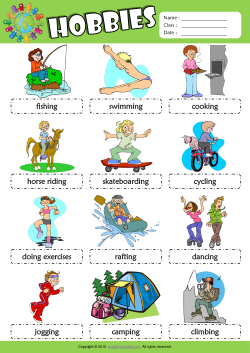 HOBBIES
Name :
Class :
Date :
fishing
swimming
cooking
horse riding
skateboarding
cycling
doing exercises
rafting
dancing
jogging
camping
climbing